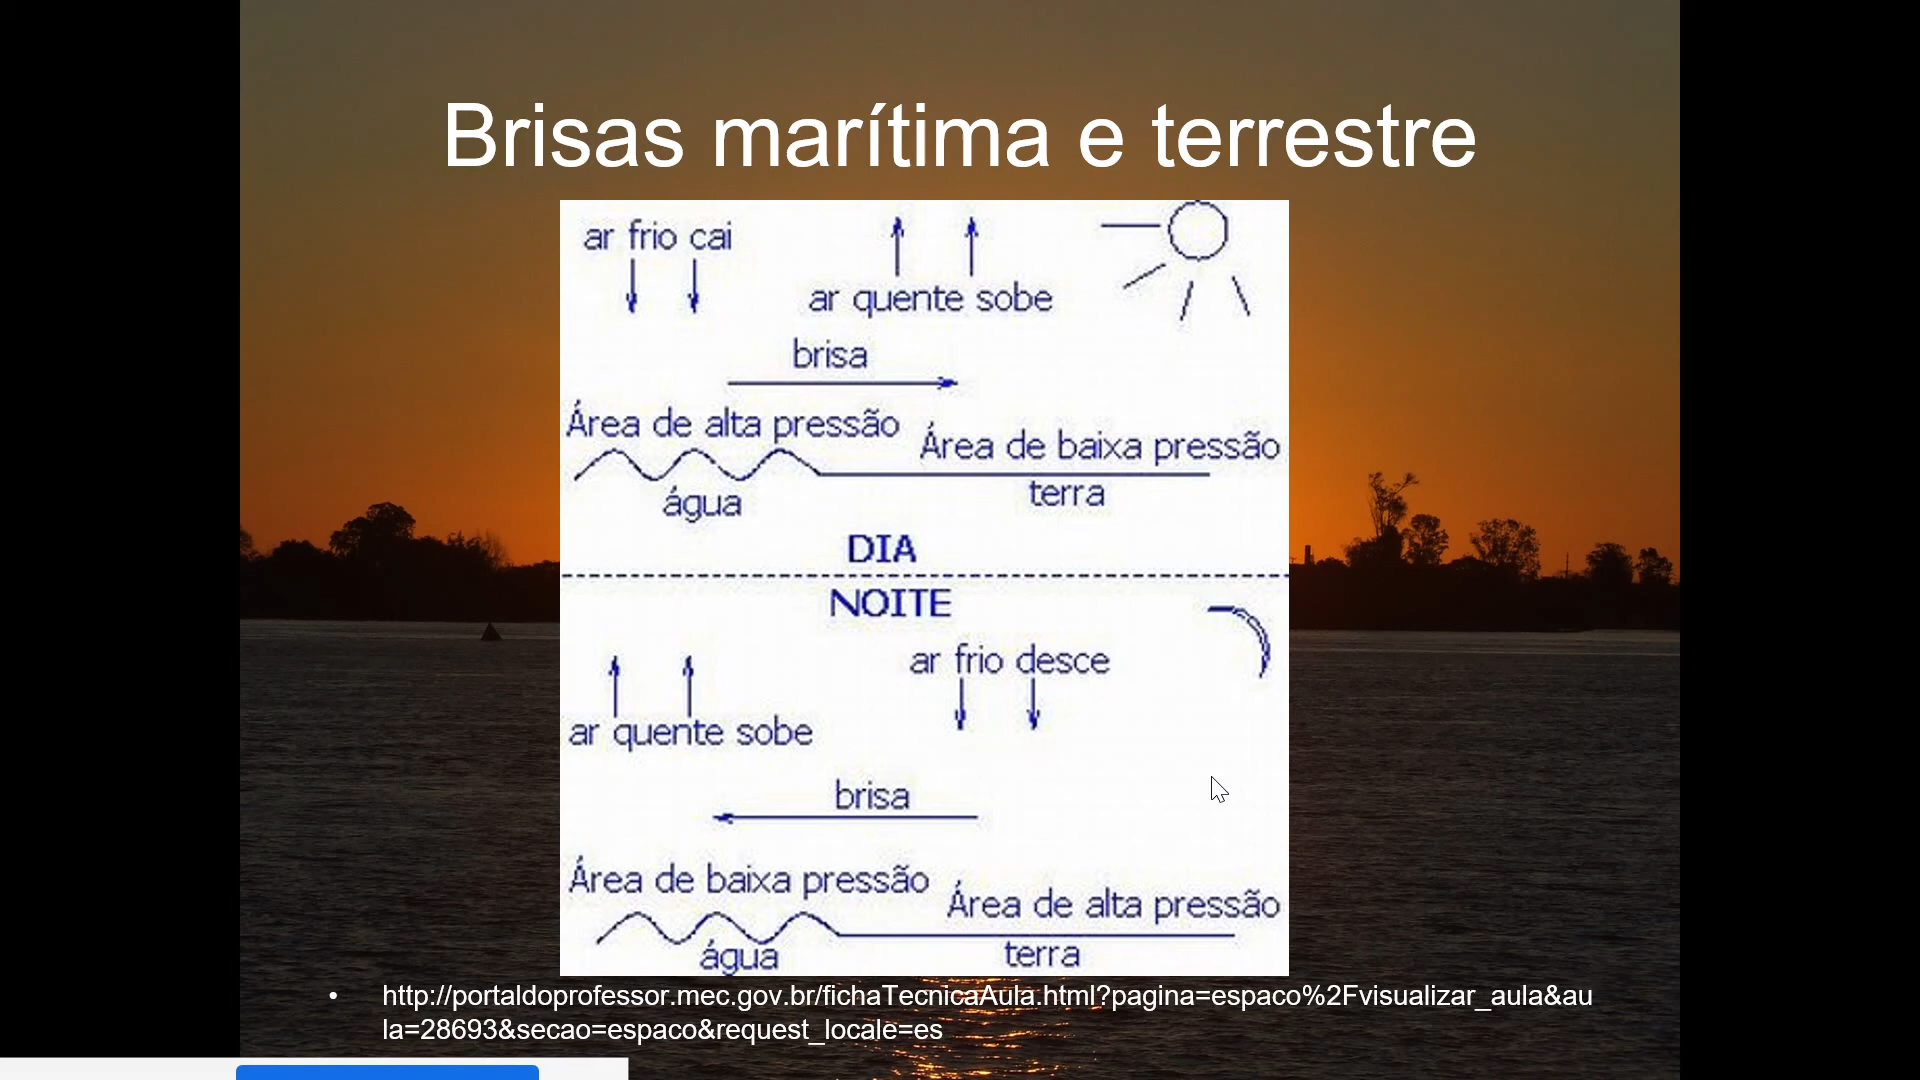 Brisas marítima e terrestre
ar frio cai
ar quente sobe
brisa
Área de alta pressão
Área de baixa pressão
água
terra
DIA
NOITE
ar frio desce
ar quente sobe
brisa
Área de baixa pressão
Área de alta pressão
água
terra
• http://portaldoprofessor.mec.gov.br/fichaTecnicaAula.html?pagina=espaco%2Fvisualizar_aula&au
la=28693&secao=espaco&request_locale=es